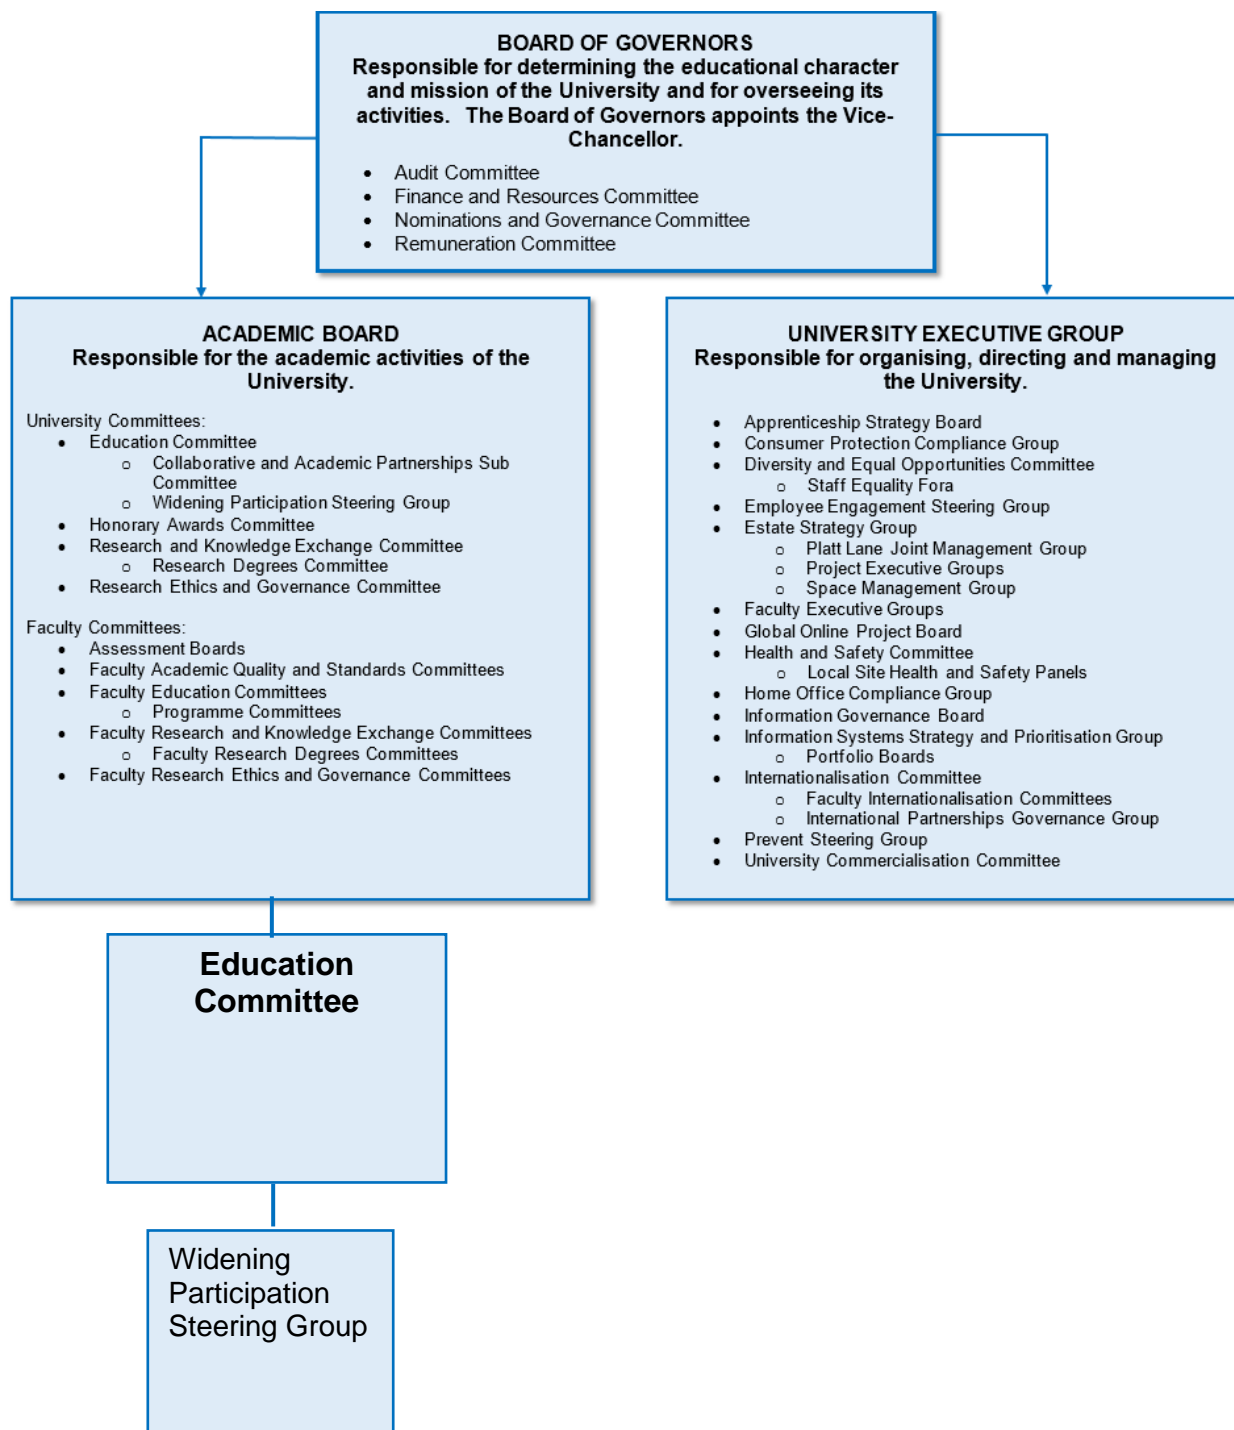 BOARD OF GOVERNORS
Responsible for determining the educational character
and mission of the University and for overseeing its
activities. The Board of Governors appoints the Vice-
Chancellor.
• Audit Committee
• Finance and Resources Committee
• Nominations and Governance Committee
• Remuneration Committee
ACADEMIC BOARD
Responsible for the academic activities of the
University.
University Committees:
• Education Committee
o Collaborative and Academic Partnerships Sub
Committee
o Widening Participation Steering Group
• Honorary Awards Committee
• Research and Knowledge Exchange Committee
o Research Degrees Committee
• Research Ethics and Governance Committee
Faculty Committees:
• Assessment Boards
• Faculty Academic Quality and Standards Committees
• Faculty Education Committees
o Programme Committees
• Faculty Research and Knowledge Exchange Committees
o Faculty Research Degrees Committees
• Faculty Research Ethics and Governance Committees
UNIVERSITY EXECUTIVE GROUP
Responsible for organising, directing and managing
the University.
• Apprenticeship Strategy Board
• Consumer Protection Compliance Group
• Diversity and Equal Opportunities Committee
o Staff Equality Fora
• Employee Engagement Steering Group
• Estate Strategy Group
o Platt Lane Joint Management Group
o Project Executive Groups
o Space Management Group
• Faculty Executive Groups
• Global Online Project Board
• Health and Safety Committee
o Local Site Health and Safety Panels
• Home Office Compliance Group
• Information Governance Board
• Information Systems Strategy and Prioritisation Group
o Portfolio Boards
• Internationalisation Committee
o Faculty Internationalisation Committees
o International Partnerships Governance Group
• Prevent Steering Group
• University Commercialisation Committee
Education
Committee
Widening
Participation
Steering Group